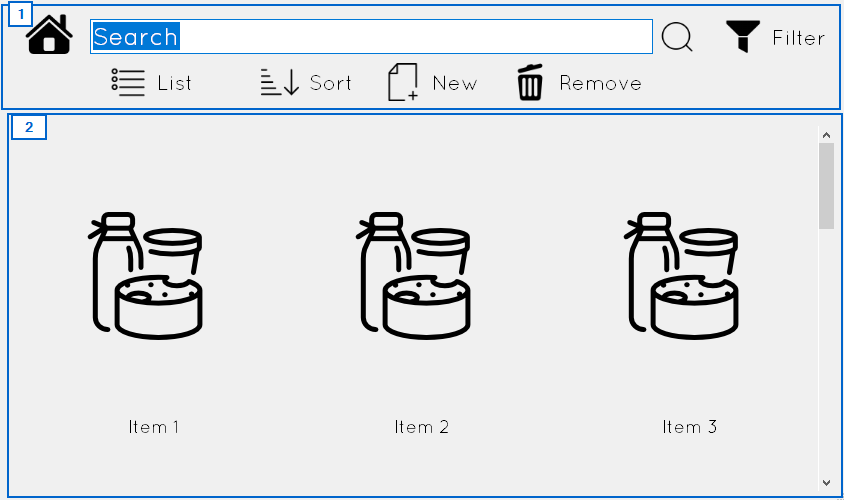 1
Search
Filter
List Sort New Remove
2
Item 1 Item 2 Item 3